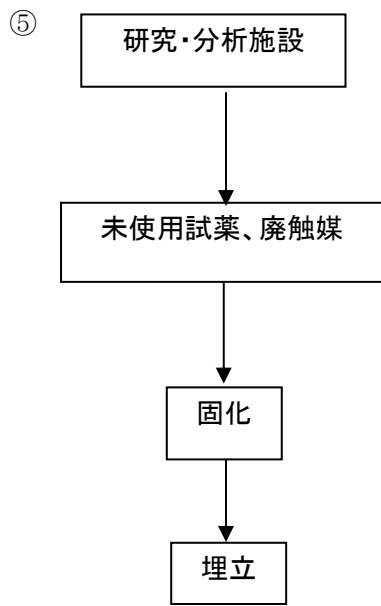 ⑤
研究・分析施設
未使用試薬、廃触媒
固化
埋立